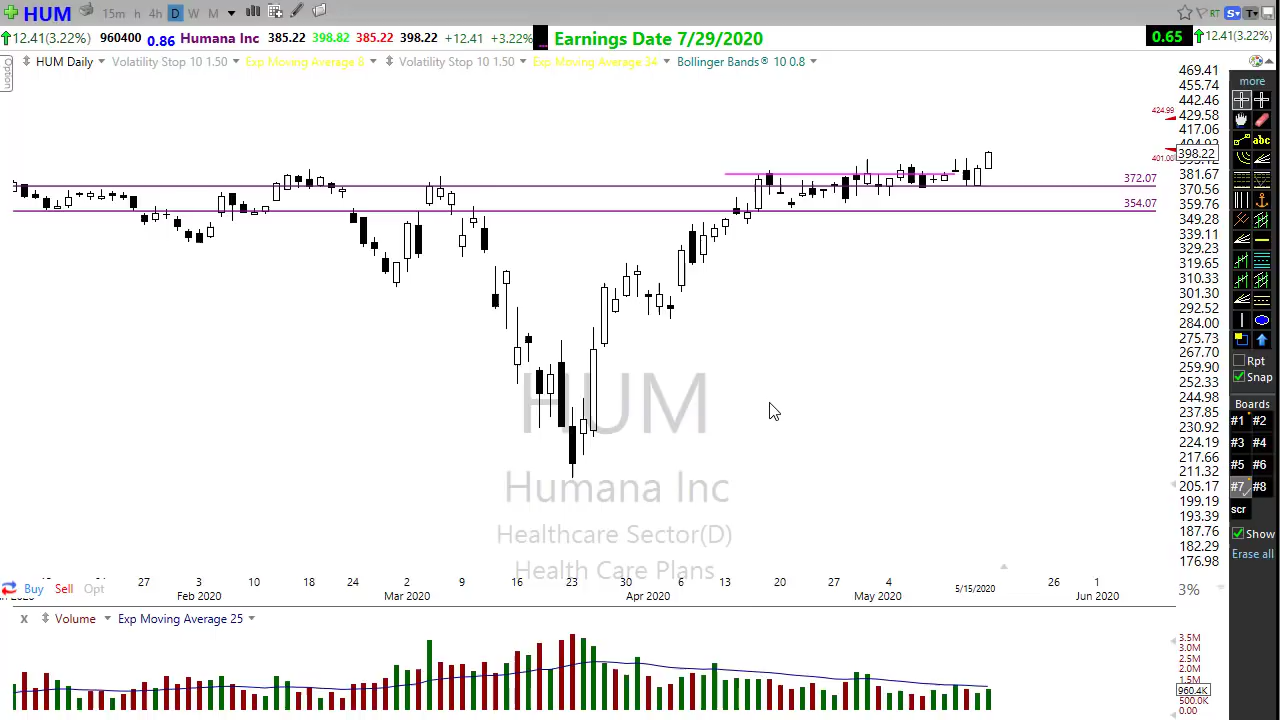 HUM 15m h 4h D W M RT S T
12.41(3.22%) 960400 0.86 Humana Inc 385.22 398.82 385.22 398.22 +12.41 +3.22% Earnings Date 7/29/2020 0.65 12.41(3.22%)
Option
HUM Daily Volatility Stop 10 1.50 Exp Moving Average 8 Volatility Stop 10 1.50 Exp Moving Average 34 Bollinger Bands® 10 0.8
469.41
455.74
442.46
424.99
429.58
417.06
398.22
401.00
381.67
372.07
370.56
354.07
359.75
349.28
339.11
329.23
319.65
310.33
301.30
292.52
284.00
275.73
267.70
259.90
252.33
244.98
237.85
230.92
224.19
217.66
211.32
205.17
199.19
193.39
187.76
182.29
176.98
more
abc
Rpt
Snap
Boards
#1 #2
#3 #4
#5 #6
#7 #8
scr
Show
Erase all
HUM
Humana Inc
Healthcare Sector(D)
Health Care Plans
27 3 10 18 24 2 9 16 23 30 6 13 20 27 4 5/15/2020 26 1
Buy Sell Opt
Feb 2020 Mar 2020 Apr 2020 May 2020 Jun 2020
3%
x Volume Exp Moving Average 25
3.5M
3.0M
2.5M
2.0M
1.5M
960.4K
500.0K
0.00